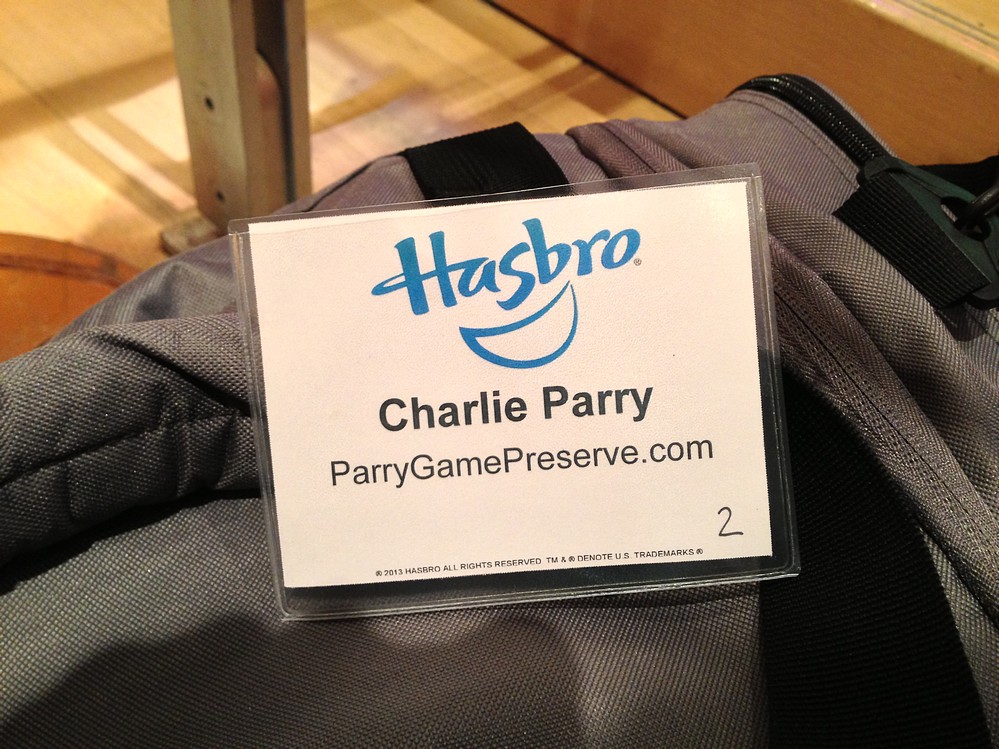 Hasbro®
Charlie Parry
ParryGamePreserve.com
2
® 2013 HASBRO ALL RIGHTS RESERVED. TM & ® DENOTE U.S. TRADEMARKS ®